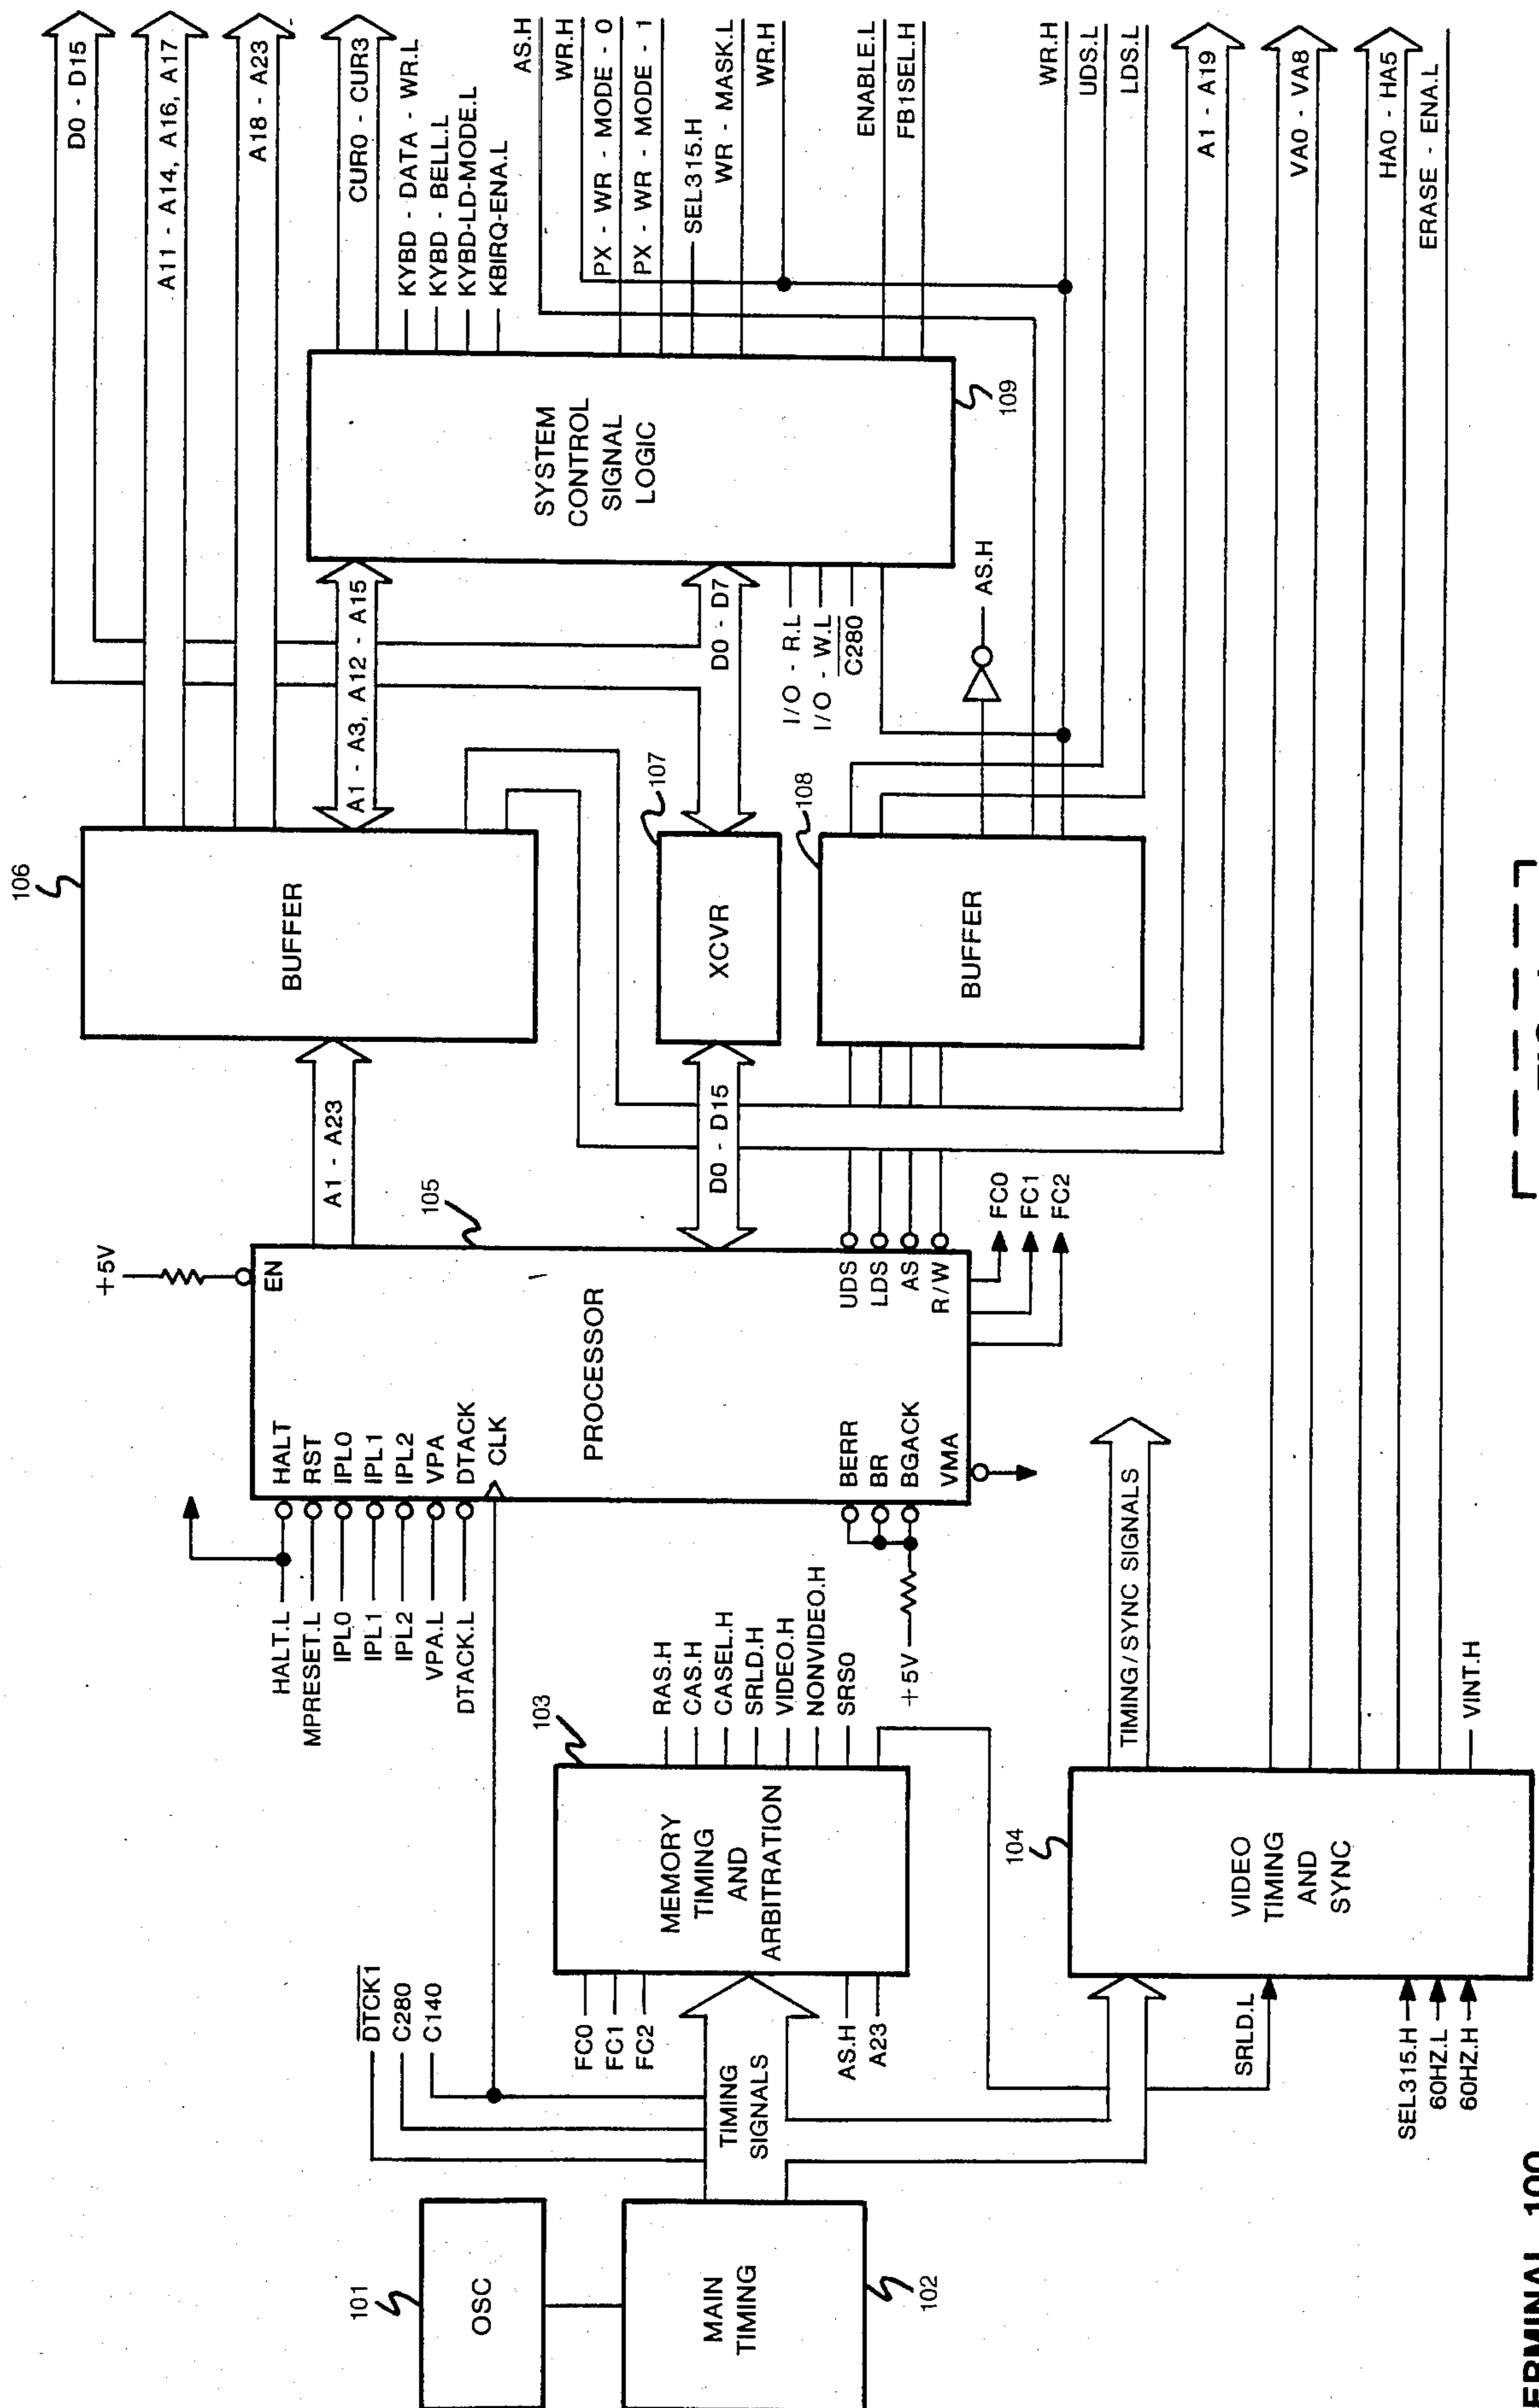 D0 - D15
A11 - A14, A16, A17
A18 - A23
CUR0 - CUR3
KYBD - DATA - WR.L
KYBD - BELL.L
KYBD-LD-MODE.L
KBIRQ-ENA.L
AS.H
WR.H
PX - WR - MODE - 0
PX - WR - MODE - 1
SEL315.H
WR - MASK.L
WR.H
ENABLE.L
FB1SEL.H
WR.H
UDS.L
LDS.L
A1 - A19
VA0 - VA8
HA0 - HA5
ERASE - ENA.L
SYSTEM
CONTROL
SIGNAL
LOGIC
109
A1 - A3, A12 - A15
D0 - D7
I/O - R.L
I/O - W.L
C280
AS.H
106
BUFFER
107
XCVR
108
BUFFER
A1 - A23
D0 - D15
105
+5V
EN
PROCESSOR
HALT
RST
IPL0
IPL1
IPL2
VPA
DTACK
CLK
BERR
BR
BGACK
VMA
UDS
LDS
AS
R/W
FC0
FC1
FC2
HALT.L
MPRESET.L
IPL0
IPL1
IPL2
VPA.L
DTACK.L
+5V
103
MEMORY
TIMING
AND
ARBITRATION
RAS.H
CAS.H
CASEL.H
SRLD.H
VIDEO.H
NONVIDEO.H
SRS0
FC0
FC1
FC2
AS.H
A23
104
VIDEO
TIMING
AND
SYNC
TIMING/SYNC SIGNALS
VINT.H
SRLD.L
SEL315.H
60HZ.L
60HZ.H
DTCK1
C280
C140
TIMING
SIGNALS
101
OSC
102
MAIN
TIMING
100